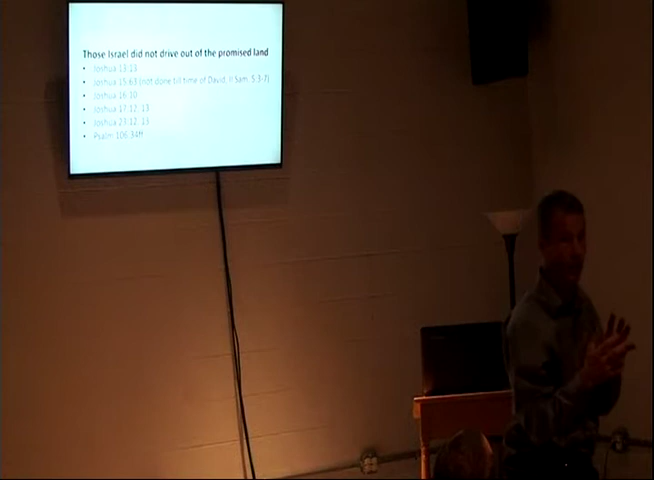 Those Israel did not drive out of the promised land
• Joshua 13:13
• Joshua 15:63 (not done till time of David, II Sam. 5:3-7)
• Joshua 16:10
• Joshua 17:12, 13
• Joshua 23:12, 13
• Psalm 106:34ff